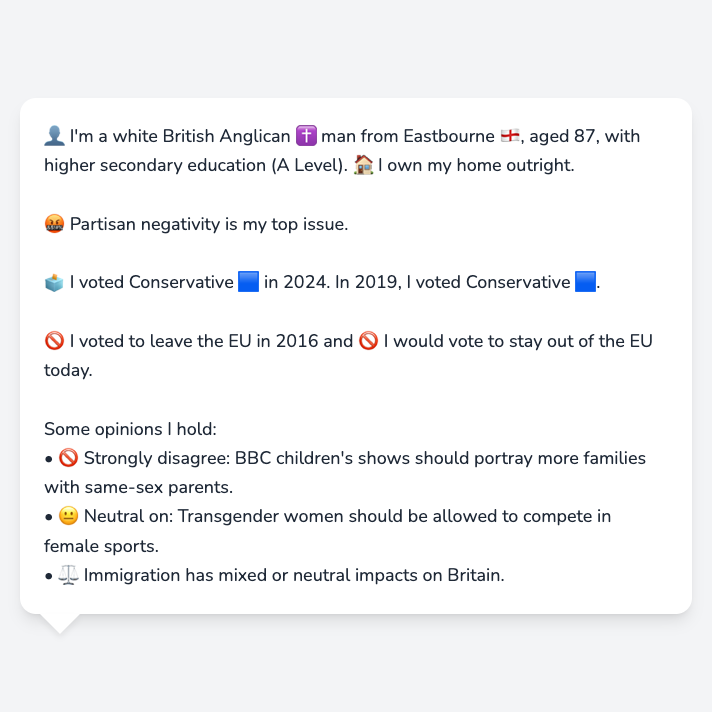 👤 I'm a white British Anglican ✝️ man from Eastbourne 🏴󠁧󠁢󠁥󠁮󠁧󠁿, aged 87, with
higher secondary education (A Level). 🏠 I own my home outright.
🤬 Partisan negativity is my top issue.
🗳️ I voted Conservative 🟦 in 2024. In 2019, I voted Conservative 🟦.
🚫 I voted to leave the EU in 2016 and 🚫 I would vote to stay out of the EU
today.
Some opinions I hold:
• 🚫 Strongly disagree: BBC children's shows should portray more families
with same-sex parents.
• 😐 Neutral on: Transgender women should be allowed to compete in
female sports.
• ⚖️ Immigration has mixed or neutral impacts on Britain.